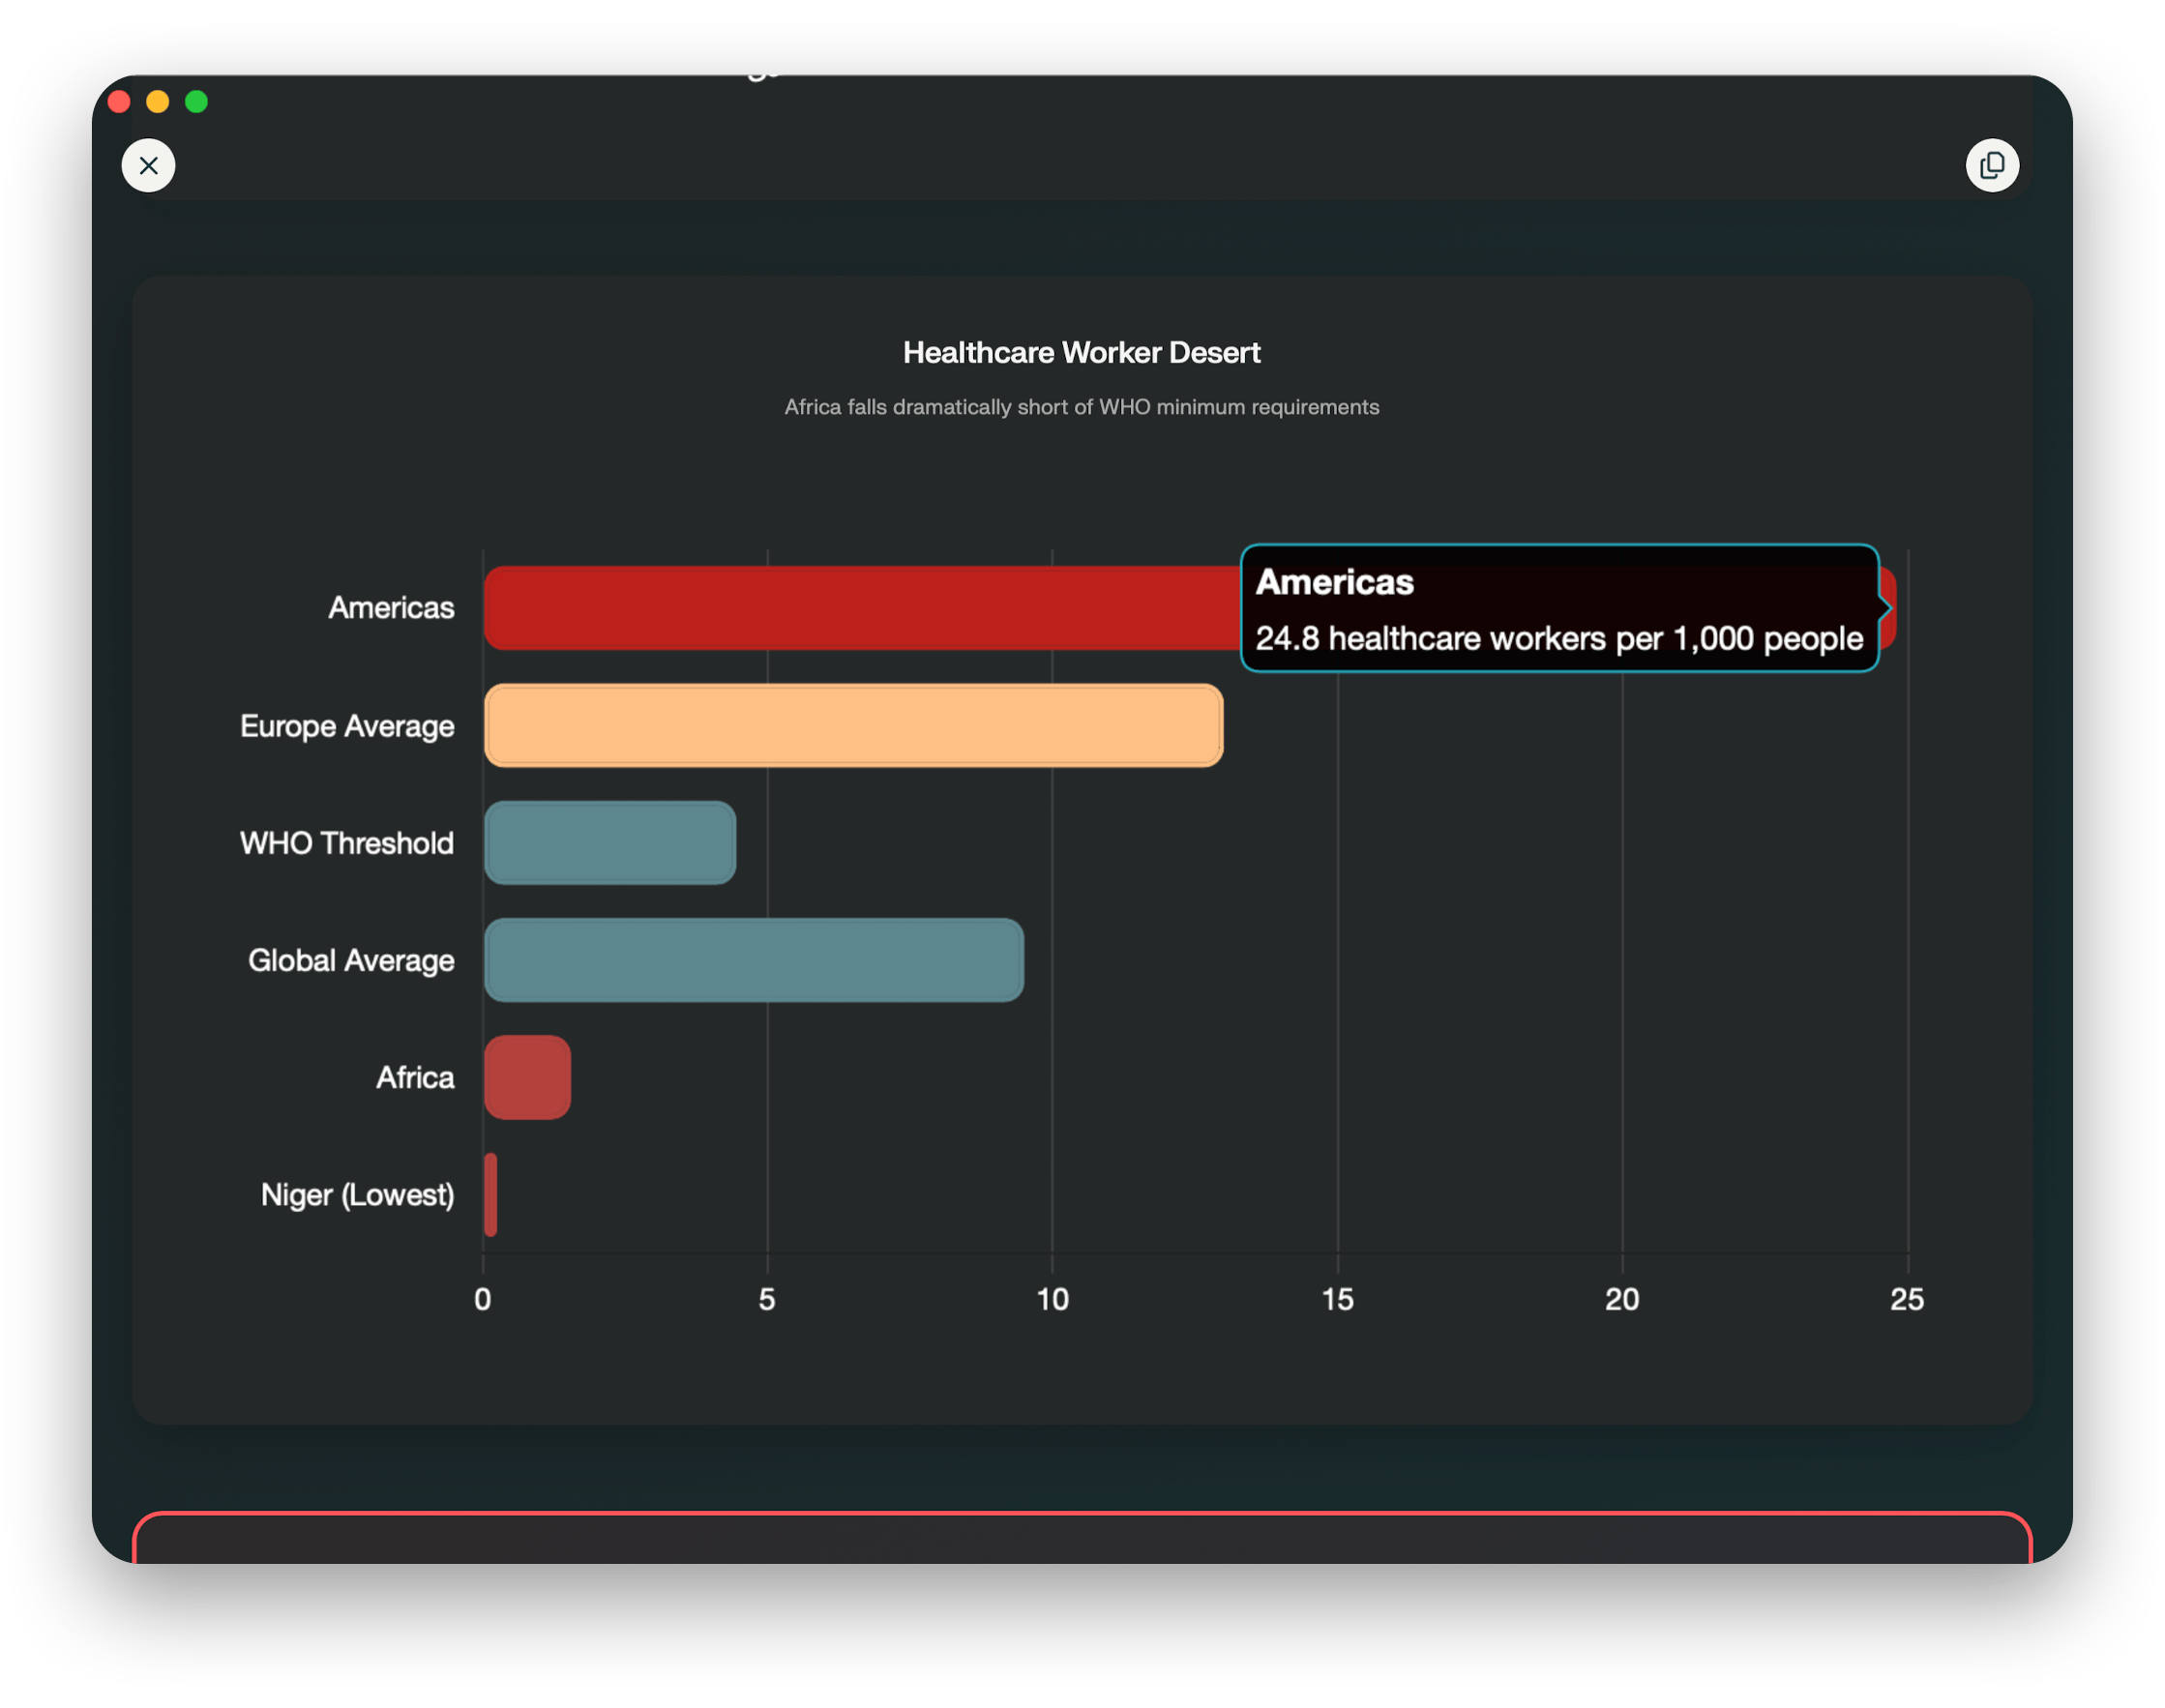 Healthcare Worker Desert
Africa falls dramatically short of WHO minimum requirements
Americas
Americas
24.8 healthcare workers per 1,000 people
Europe Average
WHO Threshold
Global Average
Africa
Niger (Lowest)
0 5 10 15 20 25